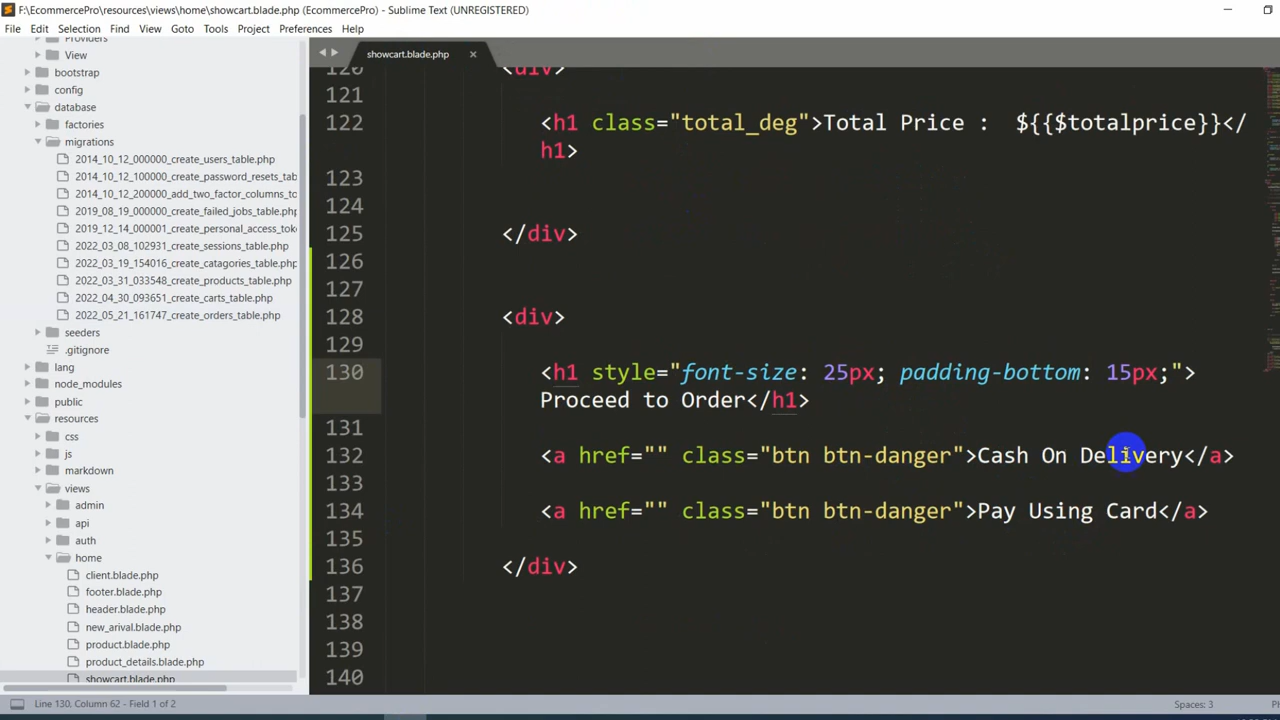 F:\EcommercePro\resources\views\home\showcart.blade.php (EcommercePro) - Sublime Text (UNREGISTERED)
File Edit Selection Find View Goto Tools Project Preferences Help
Providers
View
bootstrap
config
database
factories
migrations
2014_10_12_000000_create_users_table.php
2014_10_12_100000_create_password_resets_tab
2014_10_12_200000_add_two_factor_columns_to
2019_08_19_000000_create_failed_jobs_table.php
2019_12_14_000001_create_personal_access_tok
2022_03_08_102931_create_sessions_table.php
2022_03_19_154016_create_catagories_table.php
2022_03_31_033548_create_products_table.php
2022_04_30_093651_create_carts_table.php
2022_05_21_161747_create_orders_table.php
seeders
.gitignore
lang
node_modules
public
resources
css
js
markdown
views
admin
api
auth
home
client.blade.php
footer.blade.php
header.blade.php
new_arival.blade.php
product.blade.php
product_details.blade.php
showcart.blade.php
showcart.blade.php
120 <div>
121
122 <h1 class="total_deg">Total Price : ${{$totalprice}}</
h1>
123
124
125 </div>
126
127
128 <div>
129
130 <h1 style="font-size: 25px; padding-bottom: 15px;">
Proceed to Order</h1>
131
132 <a href="" class="btn btn-danger">Cash On Delivery</a>
133
134 <a href="" class="btn btn-danger">Pay Using Card</a>
135
136 </div>
137
138
139
140
Line 130, Column 62 - Field 1 of 2
Spaces: 3